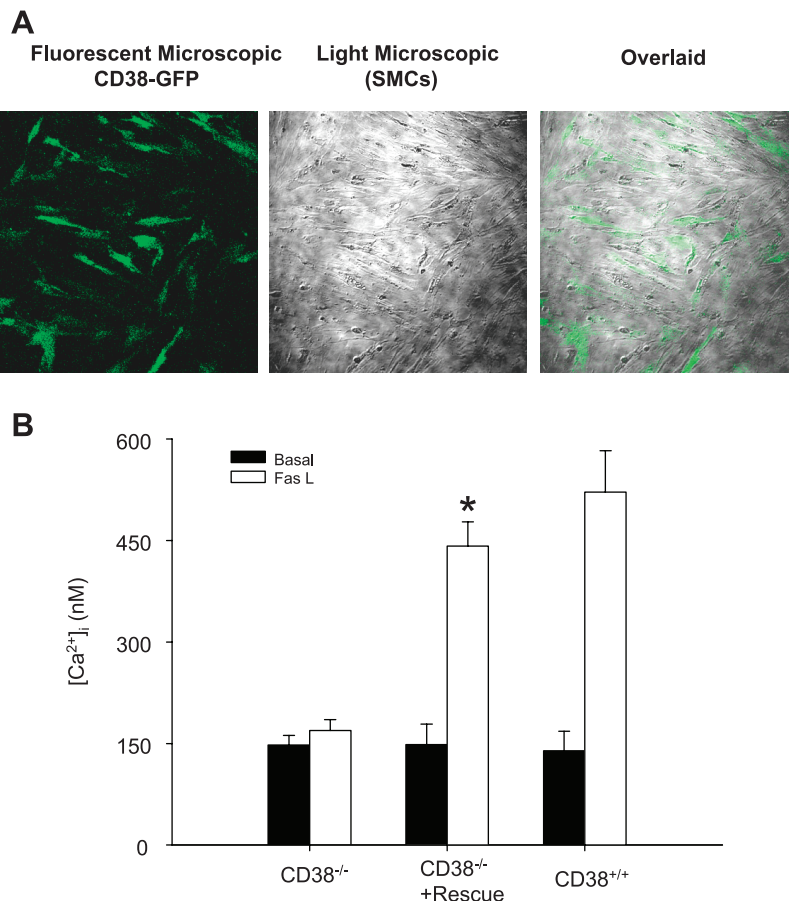 A
Fluorescent Microscopic
CD38-GFP
Light Microscopic
(SMCs)
Overlaid
B
600
450
300
150
0
[Ca²⁺]ᵢ (nM)
Basal
Fas L
*
CD38⁻/⁻
CD38⁻/⁻
+Rescue
CD38⁺/⁺